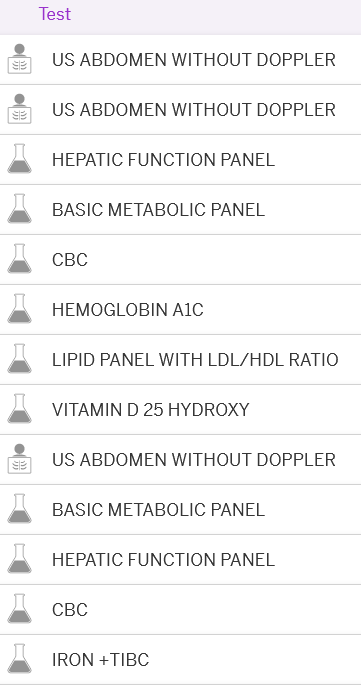 Test
US ABDOMEN WITHOUT DOPPLER
US ABDOMEN WITHOUT DOPPLER
HEPATIC FUNCTION PANEL
BASIC METABOLIC PANEL
CBC
HEMOGLOBIN A1C
LIPID PANEL WITH LDL/HDL RATIO
VITAMIN D 25 HYDROXY
US ABDOMEN WITHOUT DOPPLER
BASIC METABOLIC PANEL
HEPATIC FUNCTION PANEL
CBC
IRON +TIBC